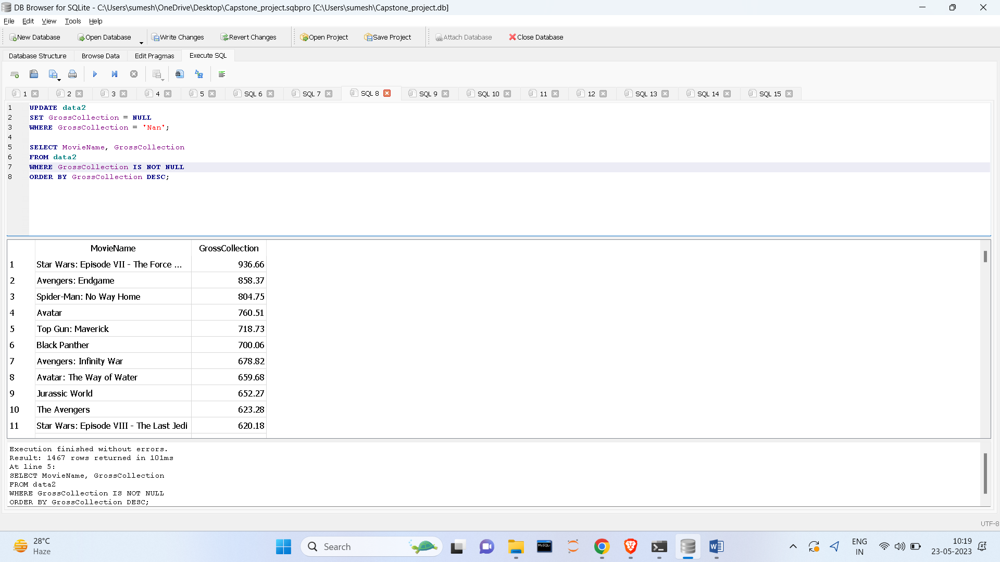 DB Browser for SQLite - C:\Users\sumesh\OneDrive\Desktop\Capstone_project.sqbpro [C:\Users\sumesh\Capstone_project.db]
File Edit View Tools Help
New Database Open Database Write Changes Revert Changes Open Project Save Project Attach Database Close Database
Database Structure Browse Data Edit Pragmas Execute SQL
1 2 3 4 5 SQL 6 SQL 7 SQL 8 SQL 9 SQL 10 11 12 SQL 13 SQL 14 SQL 15
1 UPDATE data2
2 SET GrossCollection = NULL
3 WHERE GrossCollection = 'Nan';
4
5 SELECT MovieName, GrossCollection
6 FROM data2
7 WHERE GrossCollection IS NOT NULL
8 ORDER BY GrossCollection DESC;
MovieName GrossCollection
1 Star Wars: Episode VII - The Force ... 936.66
2 Avengers: Endgame 858.37
3 Spider-Man: No Way Home 804.75
4 Avatar 760.51
5 Top Gun: Maverick 718.73
6 Black Panther 700.06
7 Avengers: Infinity War 678.82
8 Avatar: The Way of Water 659.68
9 Jurassic World 652.27
10 The Avengers 623.28
11 Star Wars: Episode VIII - The Last Jedi 620.18
Execution finished without errors.
Result: 1467 rows returned in 101ms
At line 5:
SELECT MovieName, GrossCollection
FROM data2
WHERE GrossCollection IS NOT NULL
ORDER BY GrossCollection DESC;
UTF-8
28°C
Haze
Search
MySQL
ENG
IN
10:19
23-05-2023